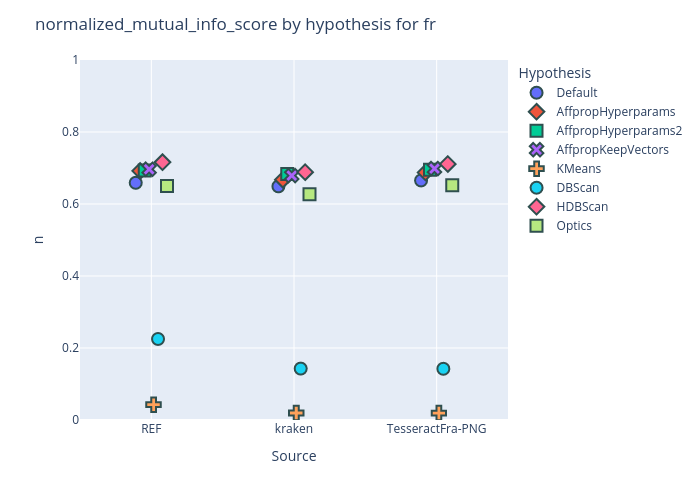 normalized_mutual_info_score by hypothesis for fr
Hypothesis
Default
AffpropHyperparams
AffpropHyperparams2
AffpropKeepVectors
KMeans
DBScan
HDBScan
Optics
n
1
0.8
0.6
0.4
0.2
0
REF
kraken
TesseractFra-PNG
Source